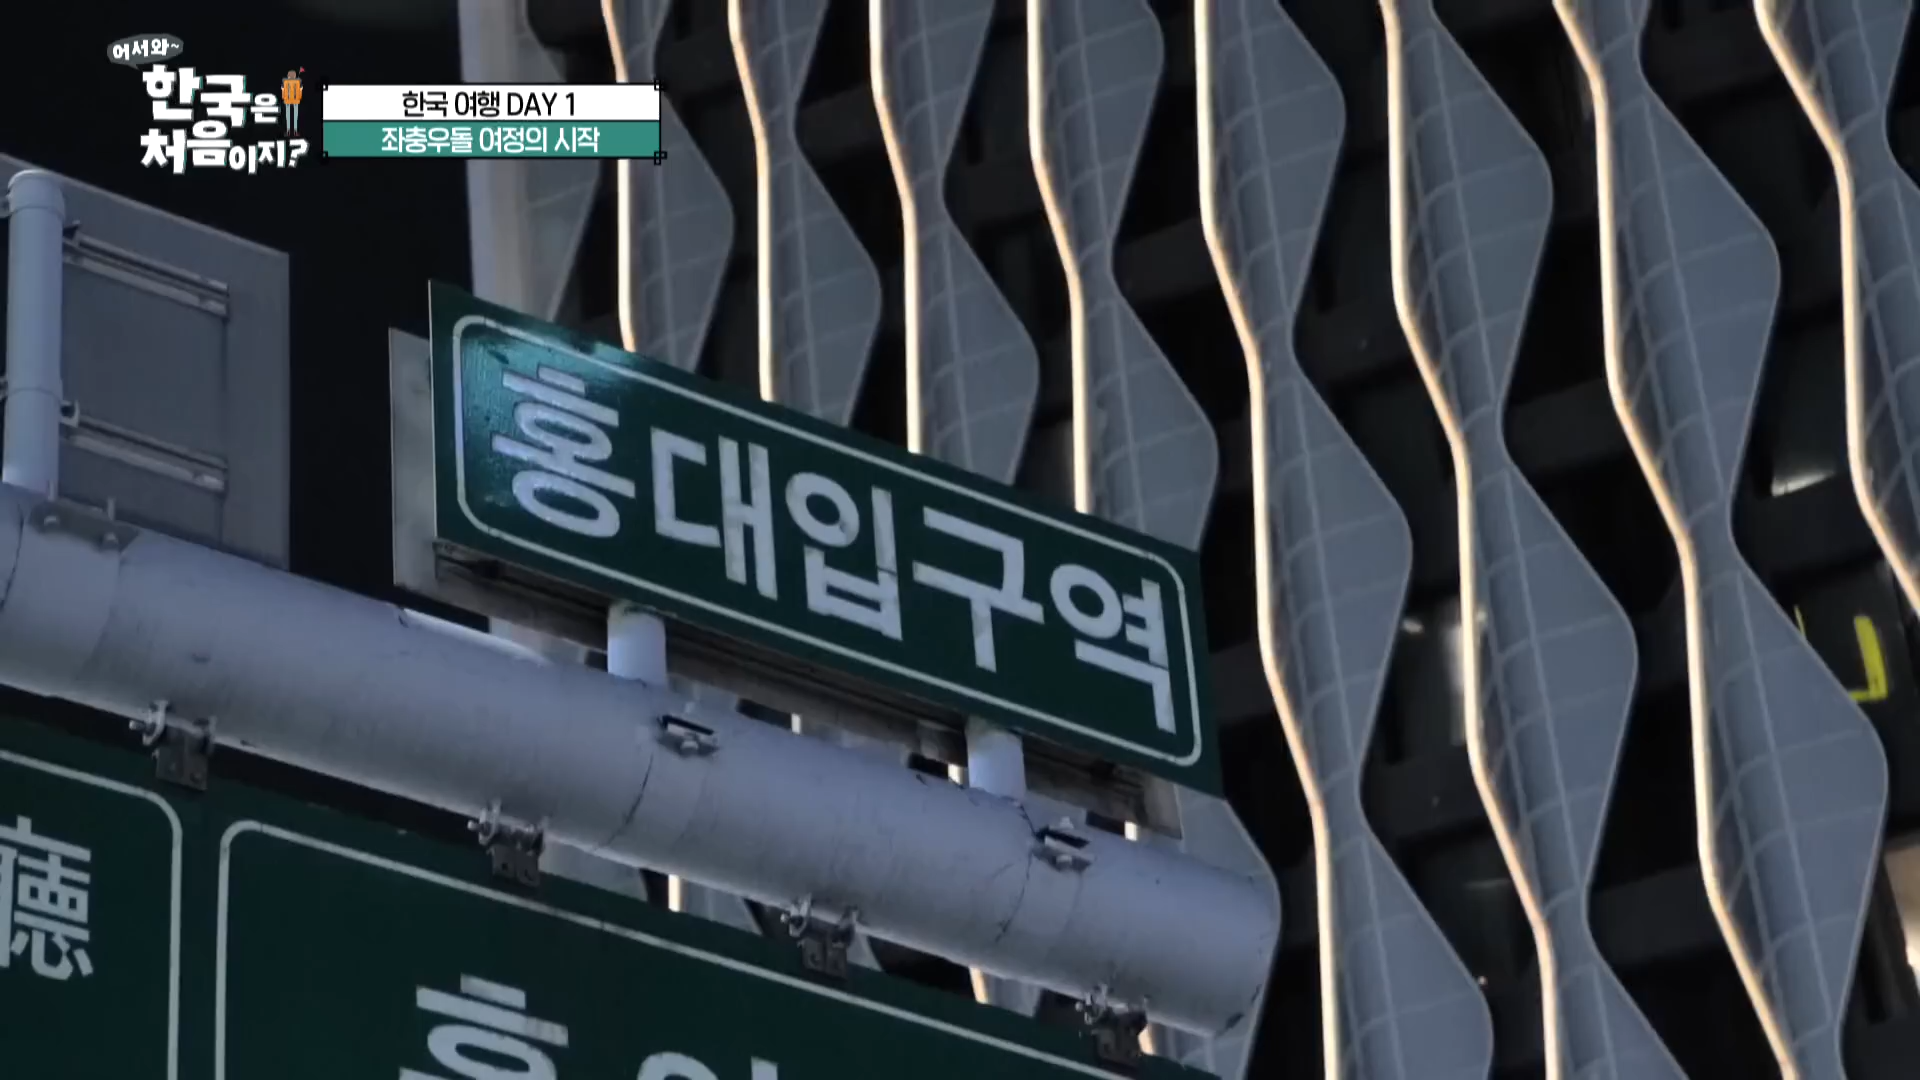 어서와~
한국은
처음이지?
한국 여행 DAY 1
좌충우돌 여정의 시작
홍대입구역
聽